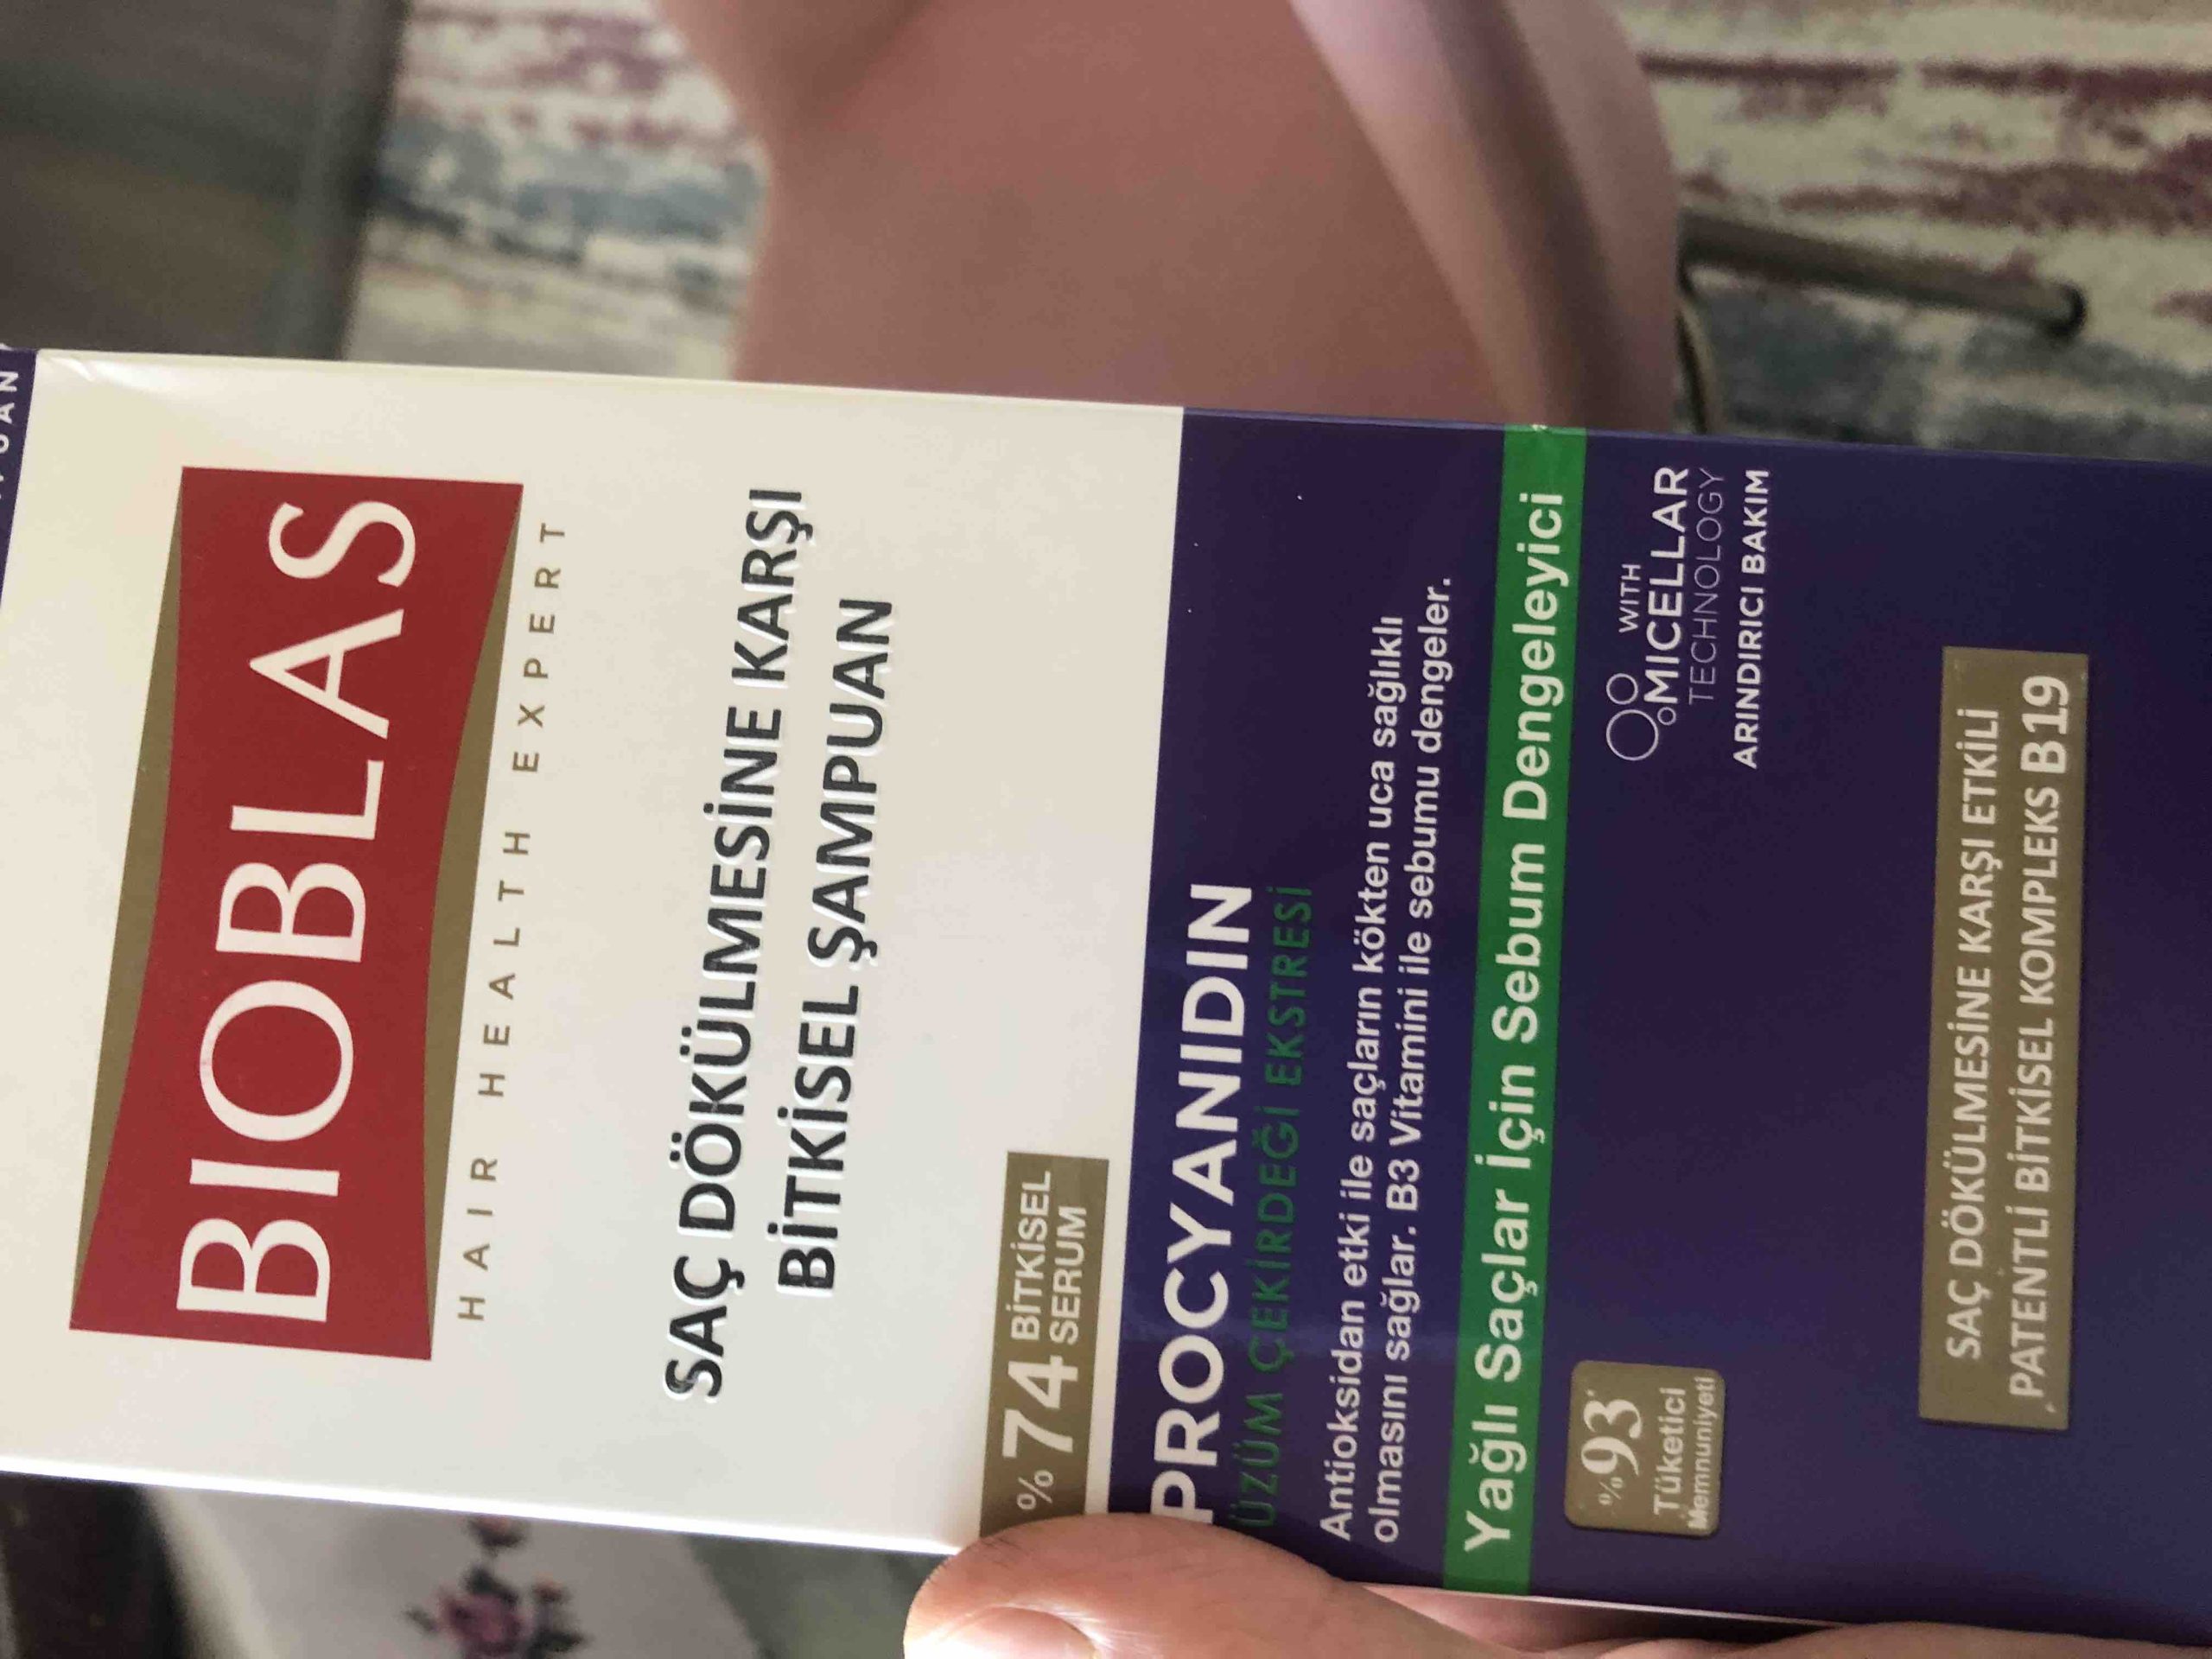 BIOBLAS
HAIR HEALTH EXPERT
SAÇ DÖKÜLMESİNE KARŞI
BİTKİSEL ŞAMPUAN
%74 BİTKİSEL
SERUM
PROCYANIDIN
ÜZÜM ÇEKİRDEĞİ EKSTRESİ
Antioksidan etki ile saçların kökten uca sağlıklı
olmasını sağlar. B3 Vitamini ile sebumu dengeler.
Yağlı Saçlar İçin Sebum Dengeleyici
%93*
Tüketici
Memnuniyeti
WITH
MICELLAR
TECHNOLOGY
ARINDIRICI BAKIM
SAÇ DÖKÜLMESİNE KARŞI ETKİLİ
PATENTLİ BİTKİSEL KOMPLEKS B19